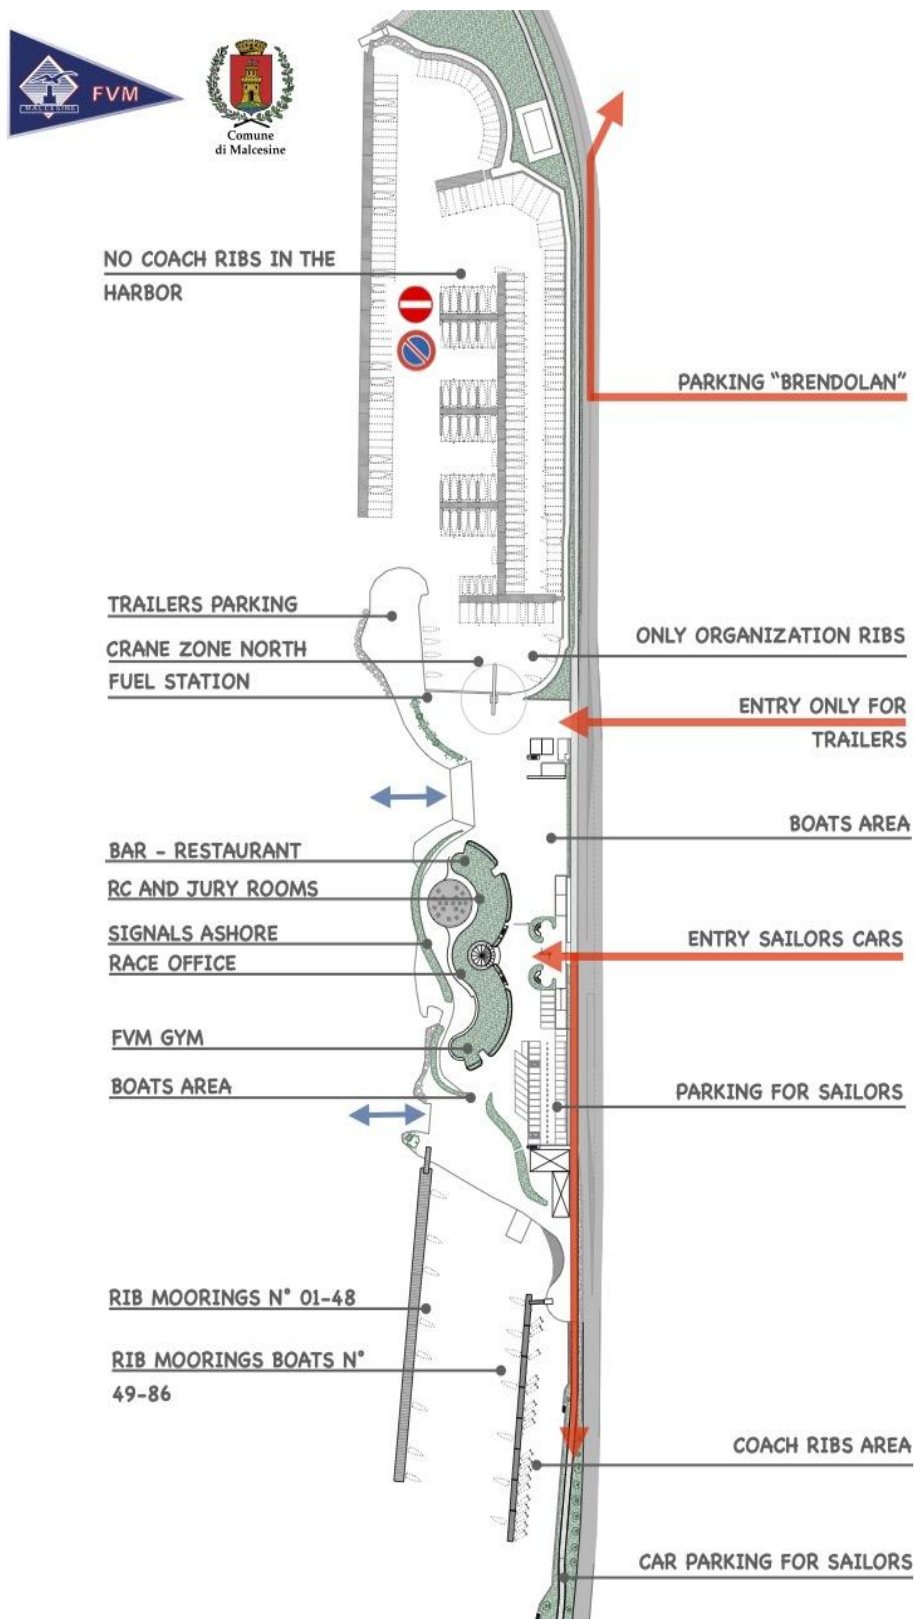 MALCESINE
FVM
Comune
di Malcesine
NO COACH RIBS IN THE
HARBOR
PARKING “BRENDOLAN”
TRAILERS PARKING
ONLY ORGANIZATION RIBS
CRANE ZONE NORTH
FUEL STATION
ENTRY ONLY FOR
TRAILERS
BOATS AREA
BAR - RESTAURANT
RC AND JURY ROOMS
SIGNALS ASHORE
ENTRY SAILORS CARS
RACE OFFICE
FVM GYM
BOATS AREA
PARKING FOR SAILORS
RIB MOORINGS N° 01-48
RIB MOORINGS BOATS N°
49-86
COACH RIBS AREA
CAR PARKING FOR SAILORS